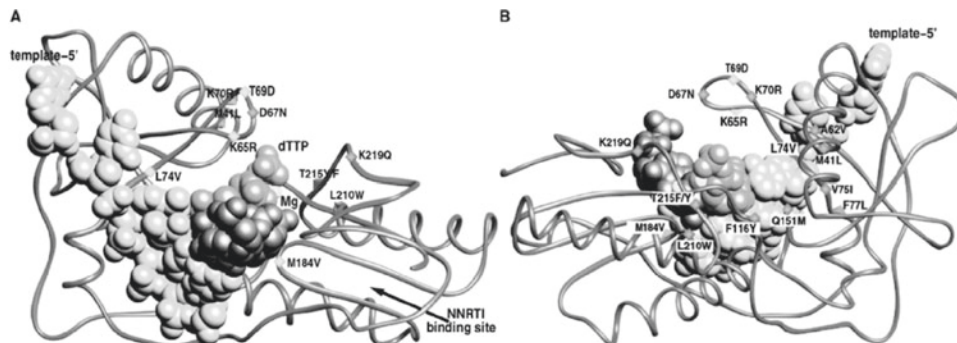 A
template-5'
K70R
T69D
M41L
D67N
K65R
dTTP
K219Q
L74V
T215Y/F
Mg
L210W
M184V
NNRTI
binding site
B
template-5'
T69D
D67N
K70R
K65R
A62V
K219Q
L74V
M41L
V75I
T215F/Y
F77L
Q151M
M184V
F116Y
L210W